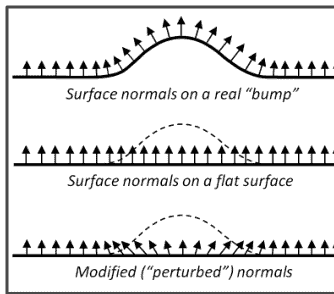 Surface normals on a real “bump”
Surface normals on a flat surface
Modified (“perturbed”) normals